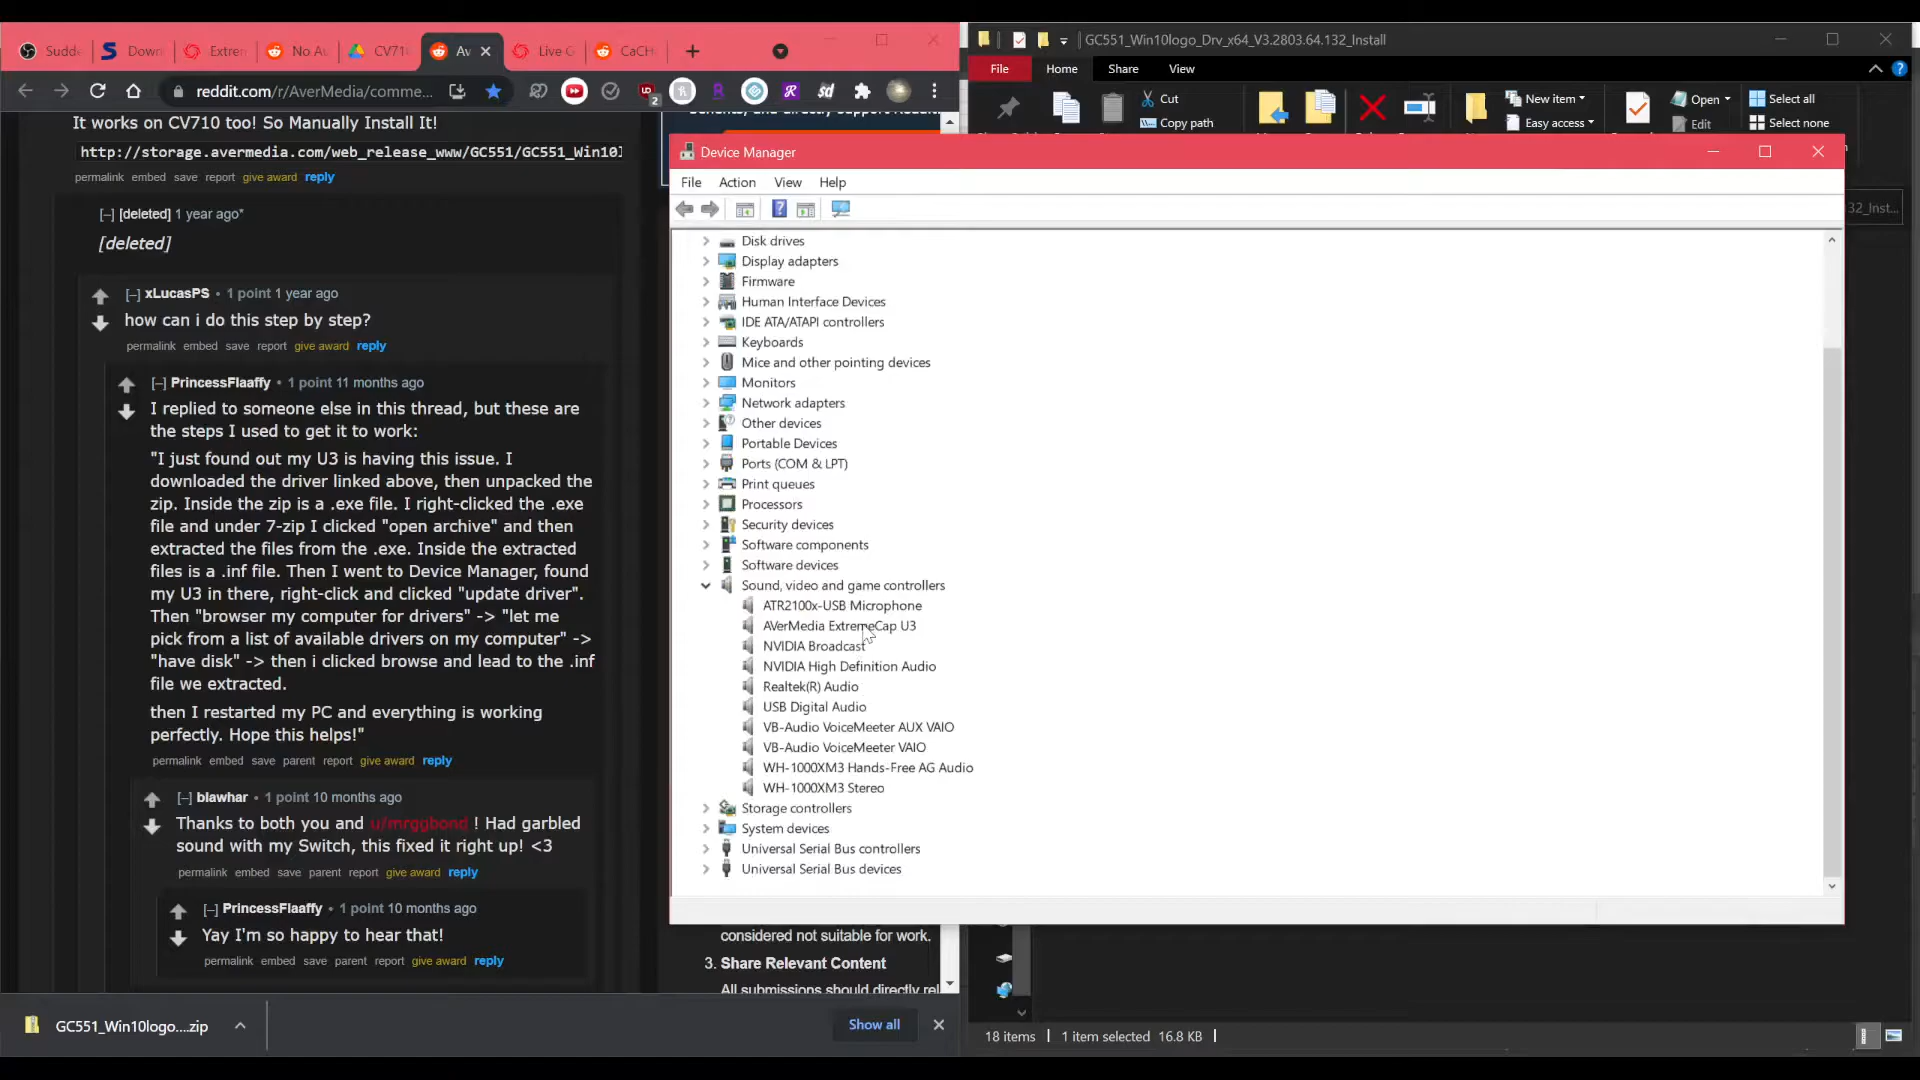 Sudd
Down
Extren
No Au
CV71
Av
Live G
CaCH
reddit.com/r/AverMedia/comme...
2
It works on CV710 too! So Manually Install It!
http://storage.avermedia.com/web_release_www/GC551/GC551_Win10l
permalink embed save report give award reply
[–] [deleted] 1 year ago*
[deleted]
[–] xLucasPS • 1 point 1 year ago
how can i do this step by step?
permalink embed save report give award reply
[–] PrincessFlaaffy • 1 point 11 months ago
I replied to someone else in this thread, but these are
the steps I used to get it to work:
"I just found out my U3 is having this issue. I
downloaded the driver linked above, then unpacked the
zip. Inside the zip is a .exe file. I right-clicked the .exe
file and under 7-zip I clicked "open archive" and then
extracted the files from the .exe. Inside the extracted
files is a .inf file. Then I went to Device Manager, found
my U3 in there, right-click and clicked "update driver".
Then "browser my computer for drivers" -> "let me
pick from a list of available drivers on my computer" ->
"have disk" -> then i clicked browse and lead to the .inf
file we extracted.
then I restarted my PC and everything is working
perfectly. Hope this helps!"
permalink embed save parent report give award reply
[–] blawhar • 1 point 10 months ago
Thanks to both you and u/mrggbond ! Had garbled
sound with my Switch, this fixed it right up! <3
permalink embed save parent report give award reply
[–] PrincessFlaaffy • 1 point 10 months ago
Yay I'm so happy to hear that!
permalink embed save parent report give award reply
considered not suitable for work.
3. Share Relevant Content
All submissions should directly rel
GC551_Win10logo....zip
Show all
GC551_Win10logo_Drv_x64_V3.2803.64.132_Install
File Home Share View
Cut
Copy path
New item
Easy access
Open
Edit
Select all
Select none
32_Inst...
Device Manager
File Action View Help
Disk drives
Display adapters
Firmware
Human Interface Devices
IDE ATA/ATAPI controllers
Keyboards
Mice and other pointing devices
Monitors
Network adapters
Other devices
Portable Devices
Ports (COM & LPT)
Print queues
Processors
Security devices
Software components
Software devices
Sound, video and game controllers
ATR2100x-USB Microphone
AVerMedia ExtremeCap U3
NVIDIA Broadcast
NVIDIA High Definition Audio
Realtek(R) Audio
USB Digital Audio
VB-Audio VoiceMeeter AUX VAIO
VB-Audio VoiceMeeter VAIO
WH-1000XM3 Hands-Free AG Audio
WH-1000XM3 Stereo
Storage controllers
System devices
Universal Serial Bus controllers
Universal Serial Bus devices
18 items 1 item selected 16.8 KB